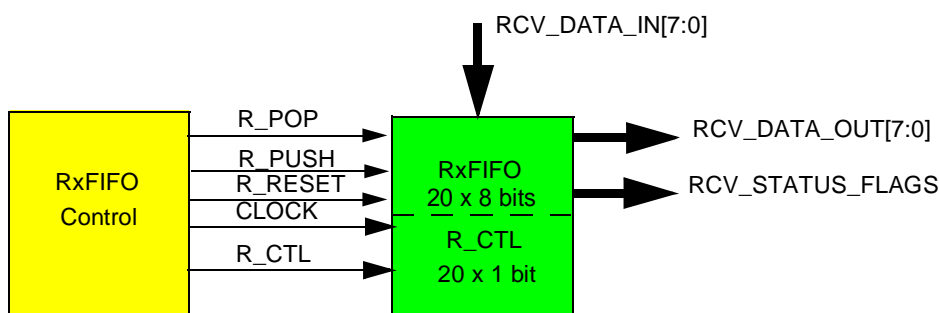 RCV_DATA_IN[7:0]
R_POP
R_PUSH
R_RESET
CLOCK
R_CTL
RxFIFO
Control
RxFIFO
20 x 8 bits
R_CTL
20 x 1 bit
RCV_DATA_OUT[7:0]
RCV_STATUS_FLAGS